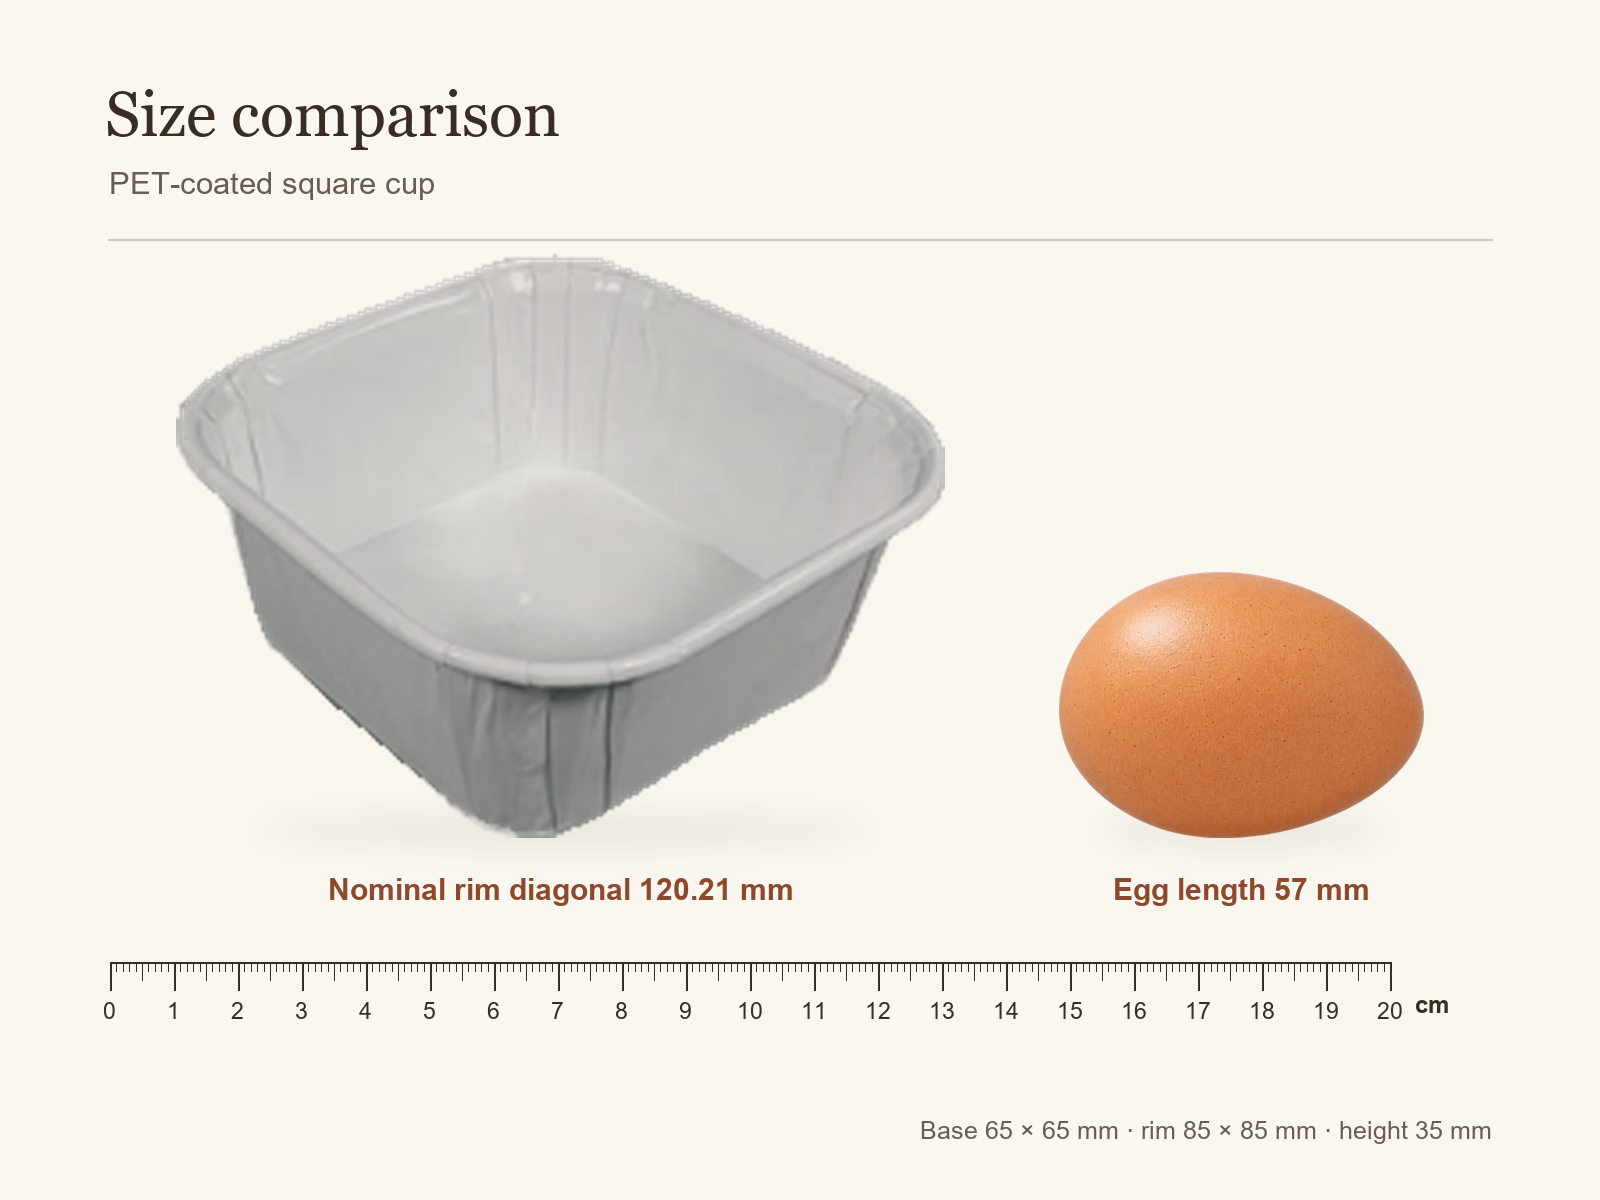 Size comparison
PET-coated square cup
Nominal rim diagonal 120.21 mm
Egg length 57 mm
0 1 2 3 4 5 6 7 8 9 10 11 12 13 14 15 16 17 18 19 20 cm
Base 65 × 65 mm · rim 85 × 85 mm · height 35 mm